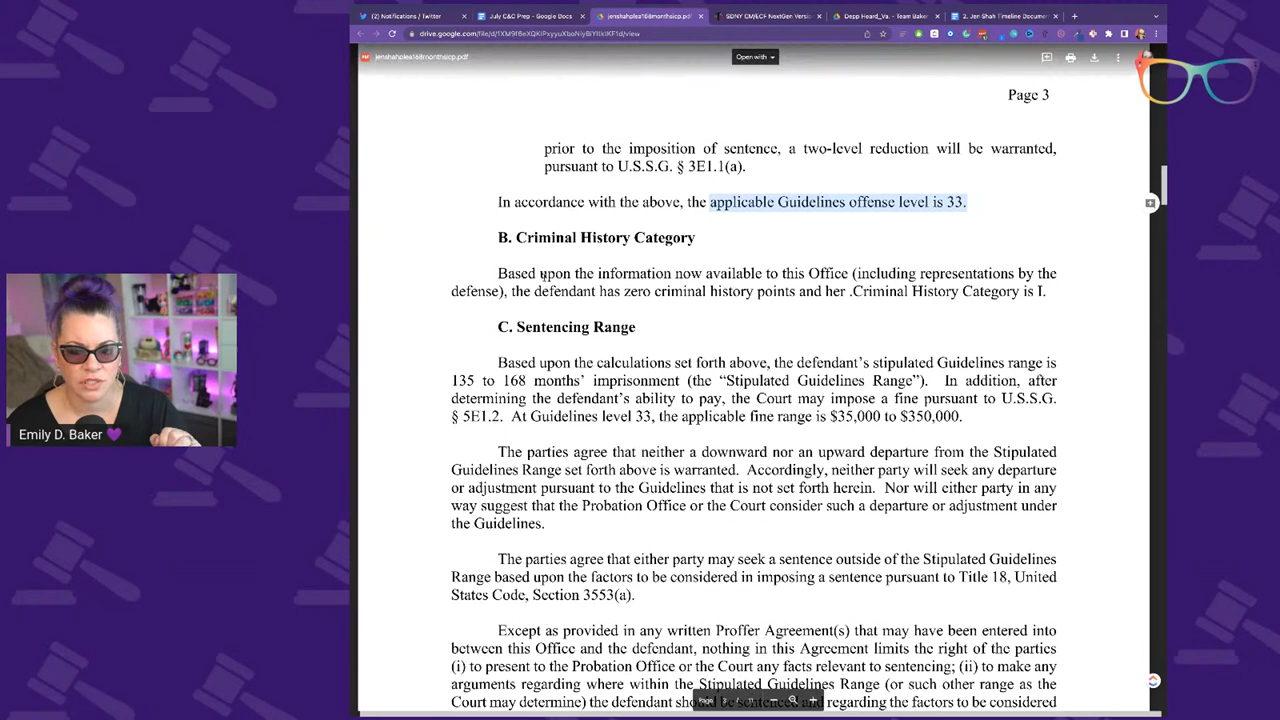 (2) Notifications / Twitter
July C&C Prep - Google Docs
jenshahplea168monthsicp.pdf
SDNY CM/ECF NextGen Version
Depp Heard_Va. - Team Baker
2. Jen Shah Timeline Document
jenshahplea168monthsicp.pdf
Open with
Page 3
prior to the imposition of sentence, a two-level reduction will be warranted,
pursuant to U.S.S.G. § 3E1.1(a).
In accordance with the above, the applicable Guidelines offense level is 33.
B. Criminal History Category
Based upon the information now available to this Office (including representations by the
defense), the defendant has zero criminal history points and her .Criminal History Category is I.
C. Sentencing Range
Based upon the calculations set forth above, the defendant's stipulated Guidelines range is
135 to 168 months' imprisonment (the “Stipulated Guidelines Range”). In addition, after
determining the defendant's ability to pay, the Court may impose a fine pursuant to U.S.S.G.
§ 5E1.2. At Guidelines level 33, the applicable fine range is $35,000 to $350,000.
The parties agree that neither a downward nor an upward departure from the Stipulated
Guidelines Range set forth above is warranted. Accordingly, neither party will seek any departure
or adjustment pursuant to the Guidelines that is not set forth herein. Nor will either party in any
way suggest that the Probation Office or the Court consider such a departure or adjustment under
the Guidelines.
The parties agree that either party may seek a sentence outside of the Stipulated Guidelines
Range based upon the factors to be considered in imposing a sentence pursuant to Title 18, United
States Code, Section 3553(a).
Except as provided in any written Proffer Agreement(s) that may have been entered into
between this Office and the defendant, nothing in this Agreement limits the right of the parties
(i) to present to the Probation Office or the Court any facts relevant to sentencing; (ii) to make any
arguments regarding where within the Stipulated Guidelines Range (or such other range as the
Court may determine) the defendant should be sentenced and regarding the factors to be considered
Page
Emily D. Baker 💜